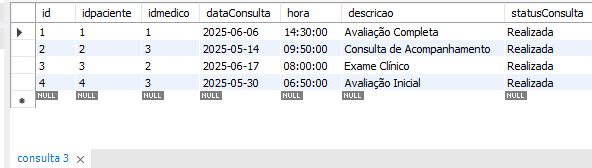 id idpaciente idmedico dataConsulta hora descricao statusConsulta
1 1 1 2025-06-06 14:30:00 Avaliação Completa Realizada
2 2 3 2025-05-14 09:50:00 Consulta de Acompanhamento Realizada
3 3 2 2025-06-17 08:00:00 Exame Clínico Realizada
4 4 3 2025-05-30 06:50:00 Avaliação Inicial Realizada
NULL NULL NULL NULL NULL NULL NULL
consulta 3